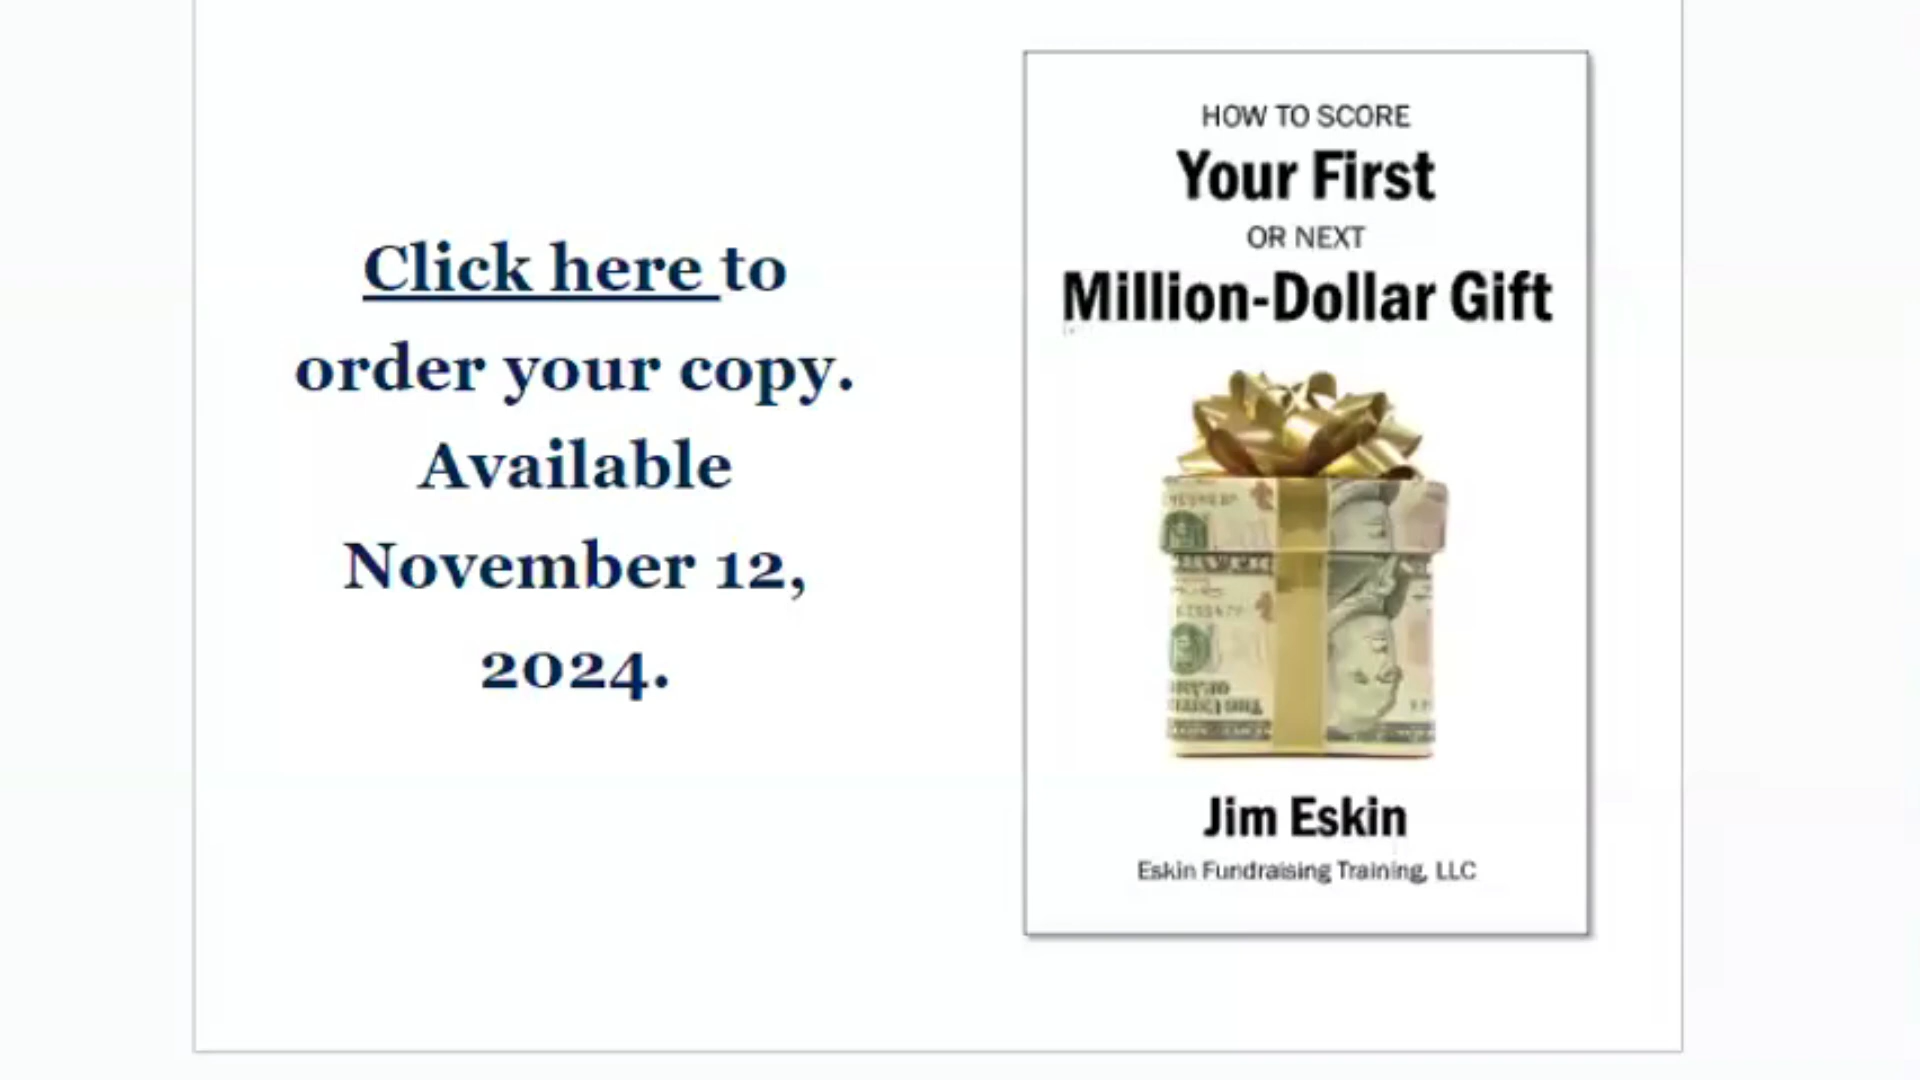 Click here to
order your copy.
Available
November 12,
2024.
HOW TO SCORE
Your First
OR NEXT
Million-Dollar Gift
Jim Eskin
Eskin Fundraising Training, LLC